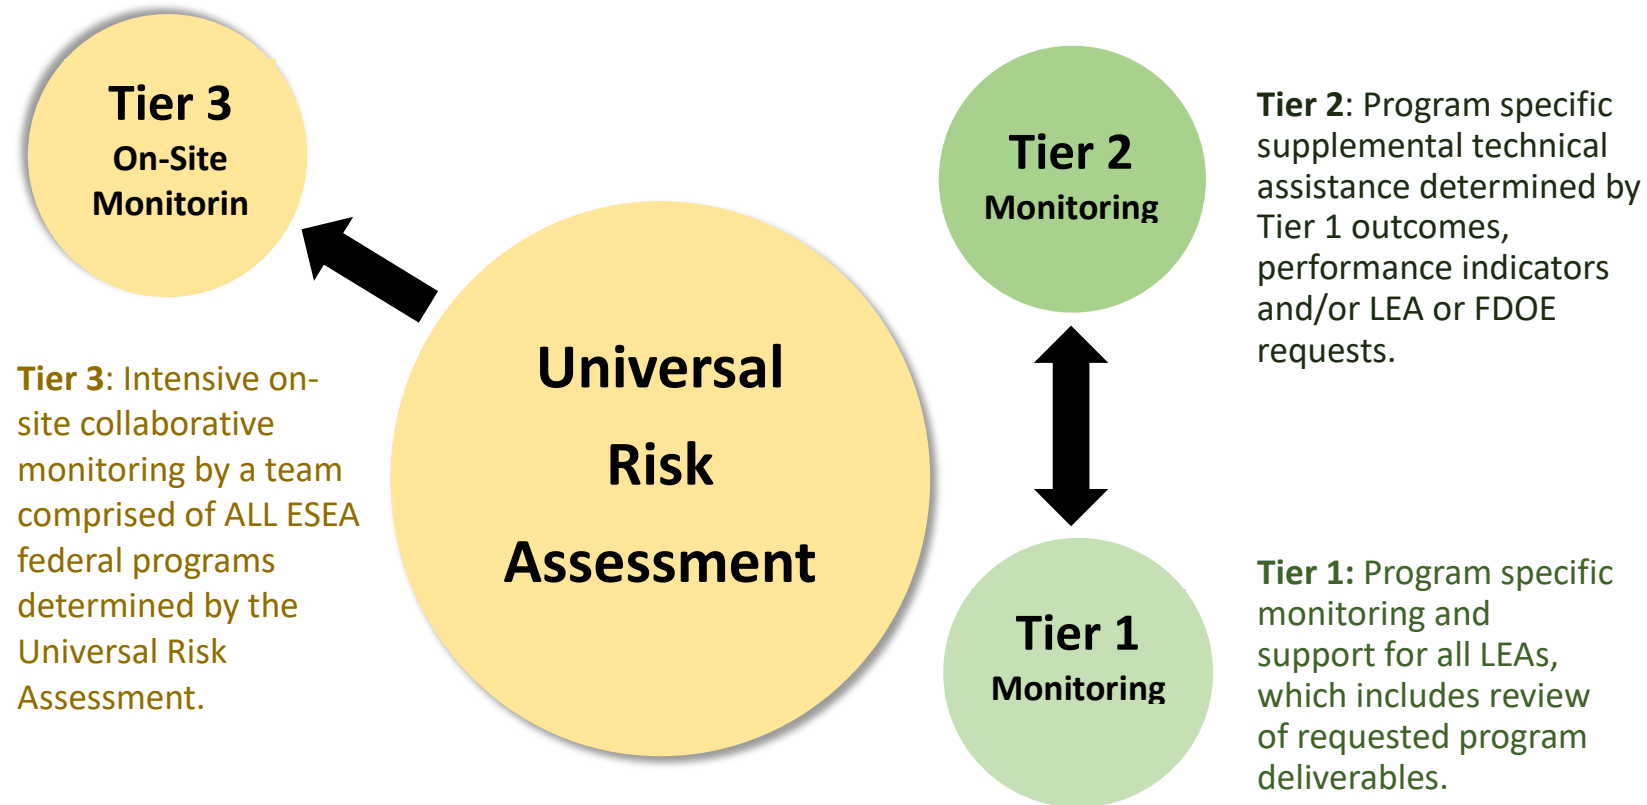 Tier 3
On-Site
Monitorin
Tier 3: Intensive on-
site collaborative
monitoring by a team
comprised of ALL ESEA
federal programs
determined by the
Universal Risk
Assessment.
Universal
Risk
Assessment
Tier 2
Monitoring
Tier 2: Program specific
supplemental technical
assistance determined by
Tier 1 outcomes,
performance indicators
and/or LEA or FDOE
requests.
Tier 1
Monitoring
Tier 1: Program specific
monitoring and
support for all LEAs,
which includes review
of requested program
deliverables.